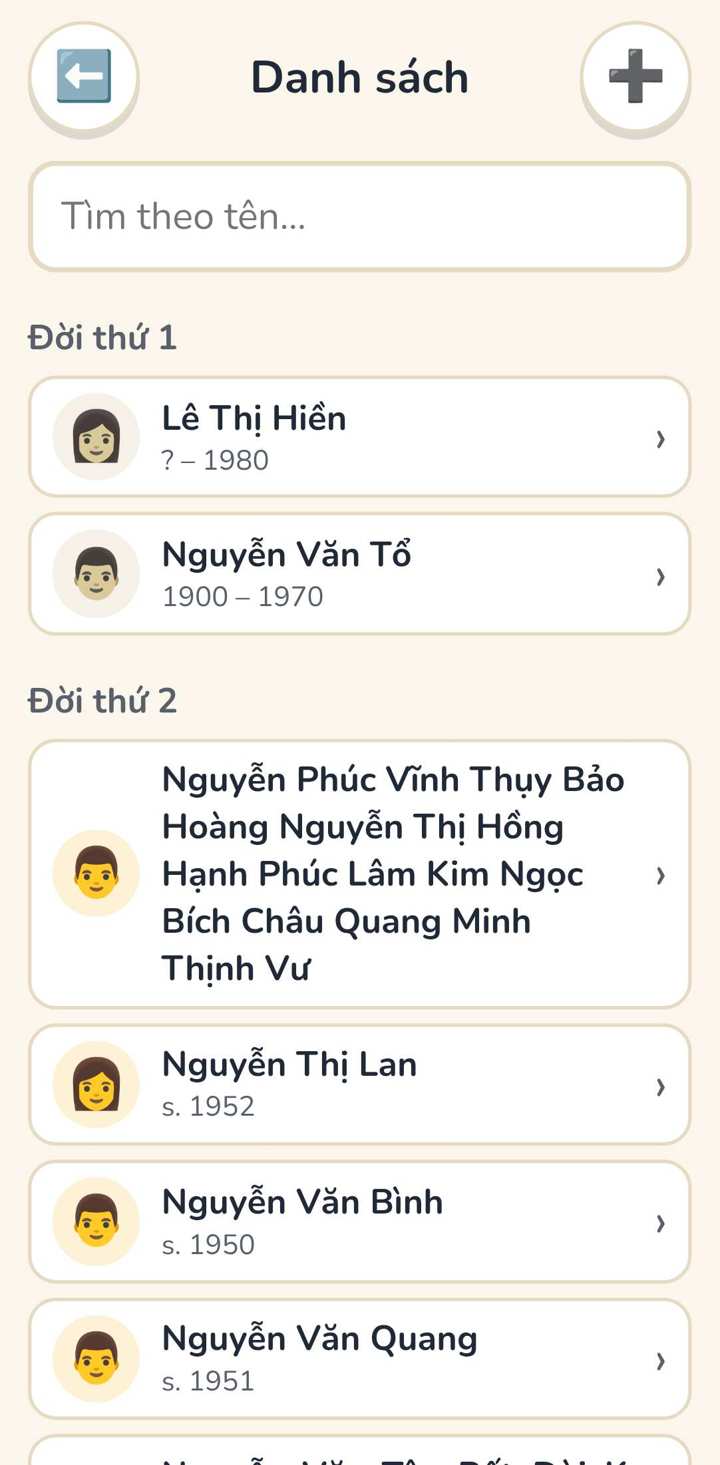 Danh sách
Tìm theo tên...
Đời thứ 1
Lê Thị Hiền
? – 1980
Nguyễn Văn Tổ
1900 – 1970
Đời thứ 2
Nguyễn Phúc Vĩnh Thụy Bảo
Hoàng Nguyễn Thị Hồng
Hạnh Phúc Lâm Kim Ngọc
Bích Châu Quang Minh
Thịnh Vư
Nguyễn Thị Lan
s. 1952
Nguyễn Văn Bình
s. 1950
Nguyễn Văn Quang
s. 1951